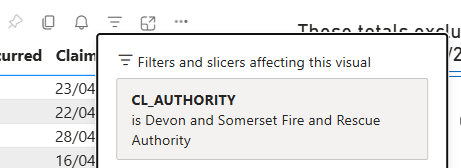 These totals exclu
urred Claim
Filters and slicers affecting this visual
23/04
CL_AUTHORITY
22/04
is Devon and Somerset Fire and Rescue
28/04
Authority
16/04